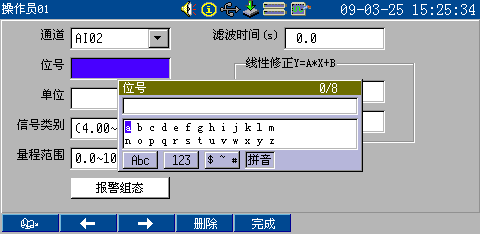 操作员01 09-03-25 15:25:34
通道 AI02 滤波时间(s) 0.0
位号 线性修正Y=A*X+B
位号 0/8
单位
a b c d e f g h i j k l m
n o p q r s t u v w x y z
信号类别 (4.00~
量程范围 0.0~10
Abc 123 $ ~ # 拼音
报警组态
删除 完成